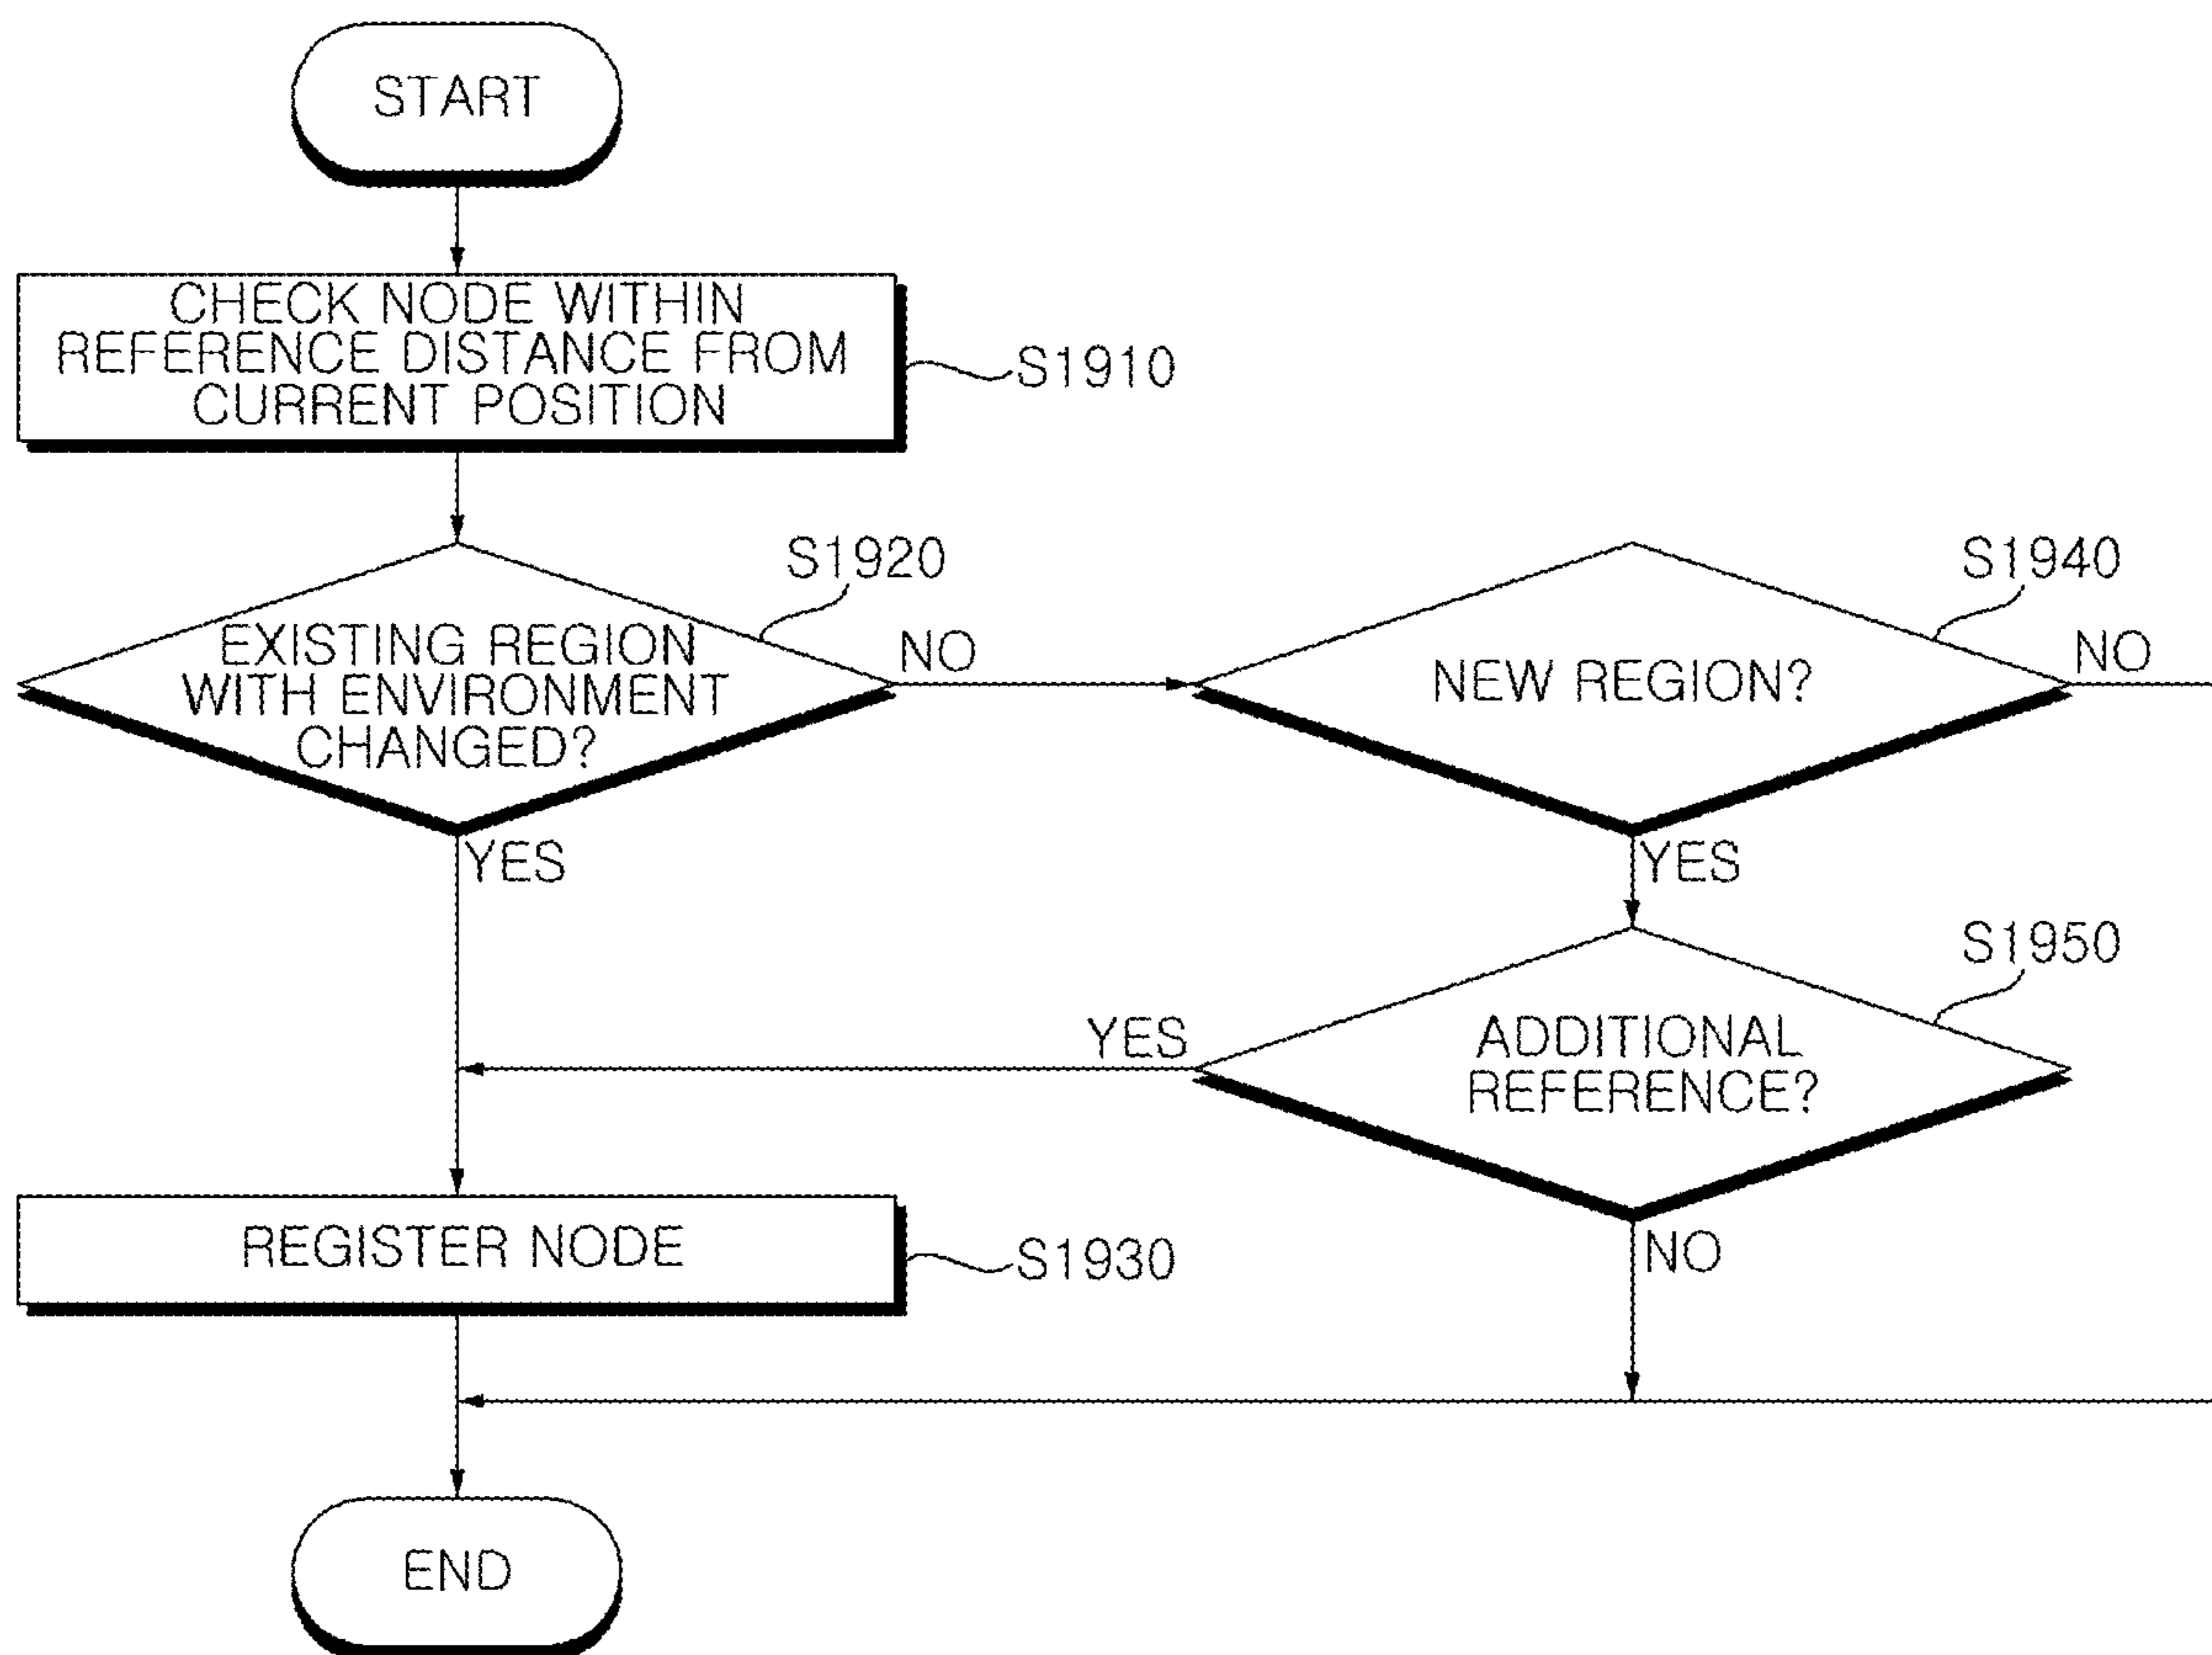 START
CHECK NODE WITHIN
REFERENCE DISTANCE FROM
CURRENT POSITION
S1910
S1920
EXISTING REGION
WITH ENVIRONMENT
CHANGED?
NO
YES
S1940
NEW REGION?
NO
YES
S1950
ADDITIONAL
REFERENCE?
YES
NO
REGISTER NODE
S1930
END